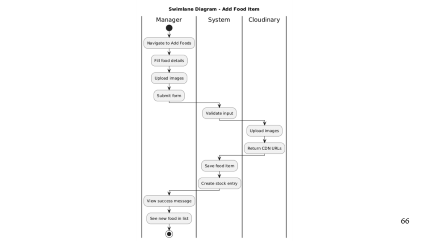 Swimlane Diagram - Add Food Item
Manager System Cloudinary
Navigate to Add Foods
Fill food details
Upload images
Submit form
Validate input
Upload images
Return CDN URLs
Save food item
Create stock entry
View success message
See new food in list
66